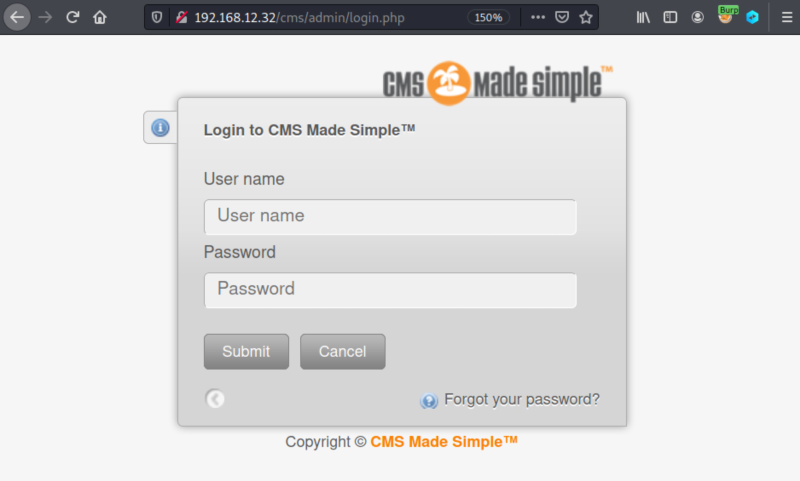 192.168.12.32/cms/admin/login.php 150% Burp
CMS made simple™
Login to CMS Made Simple™
User name
User name
Password
Password
Submit Cancel
Forgot your password?
Copyright © CMS Made Simple™